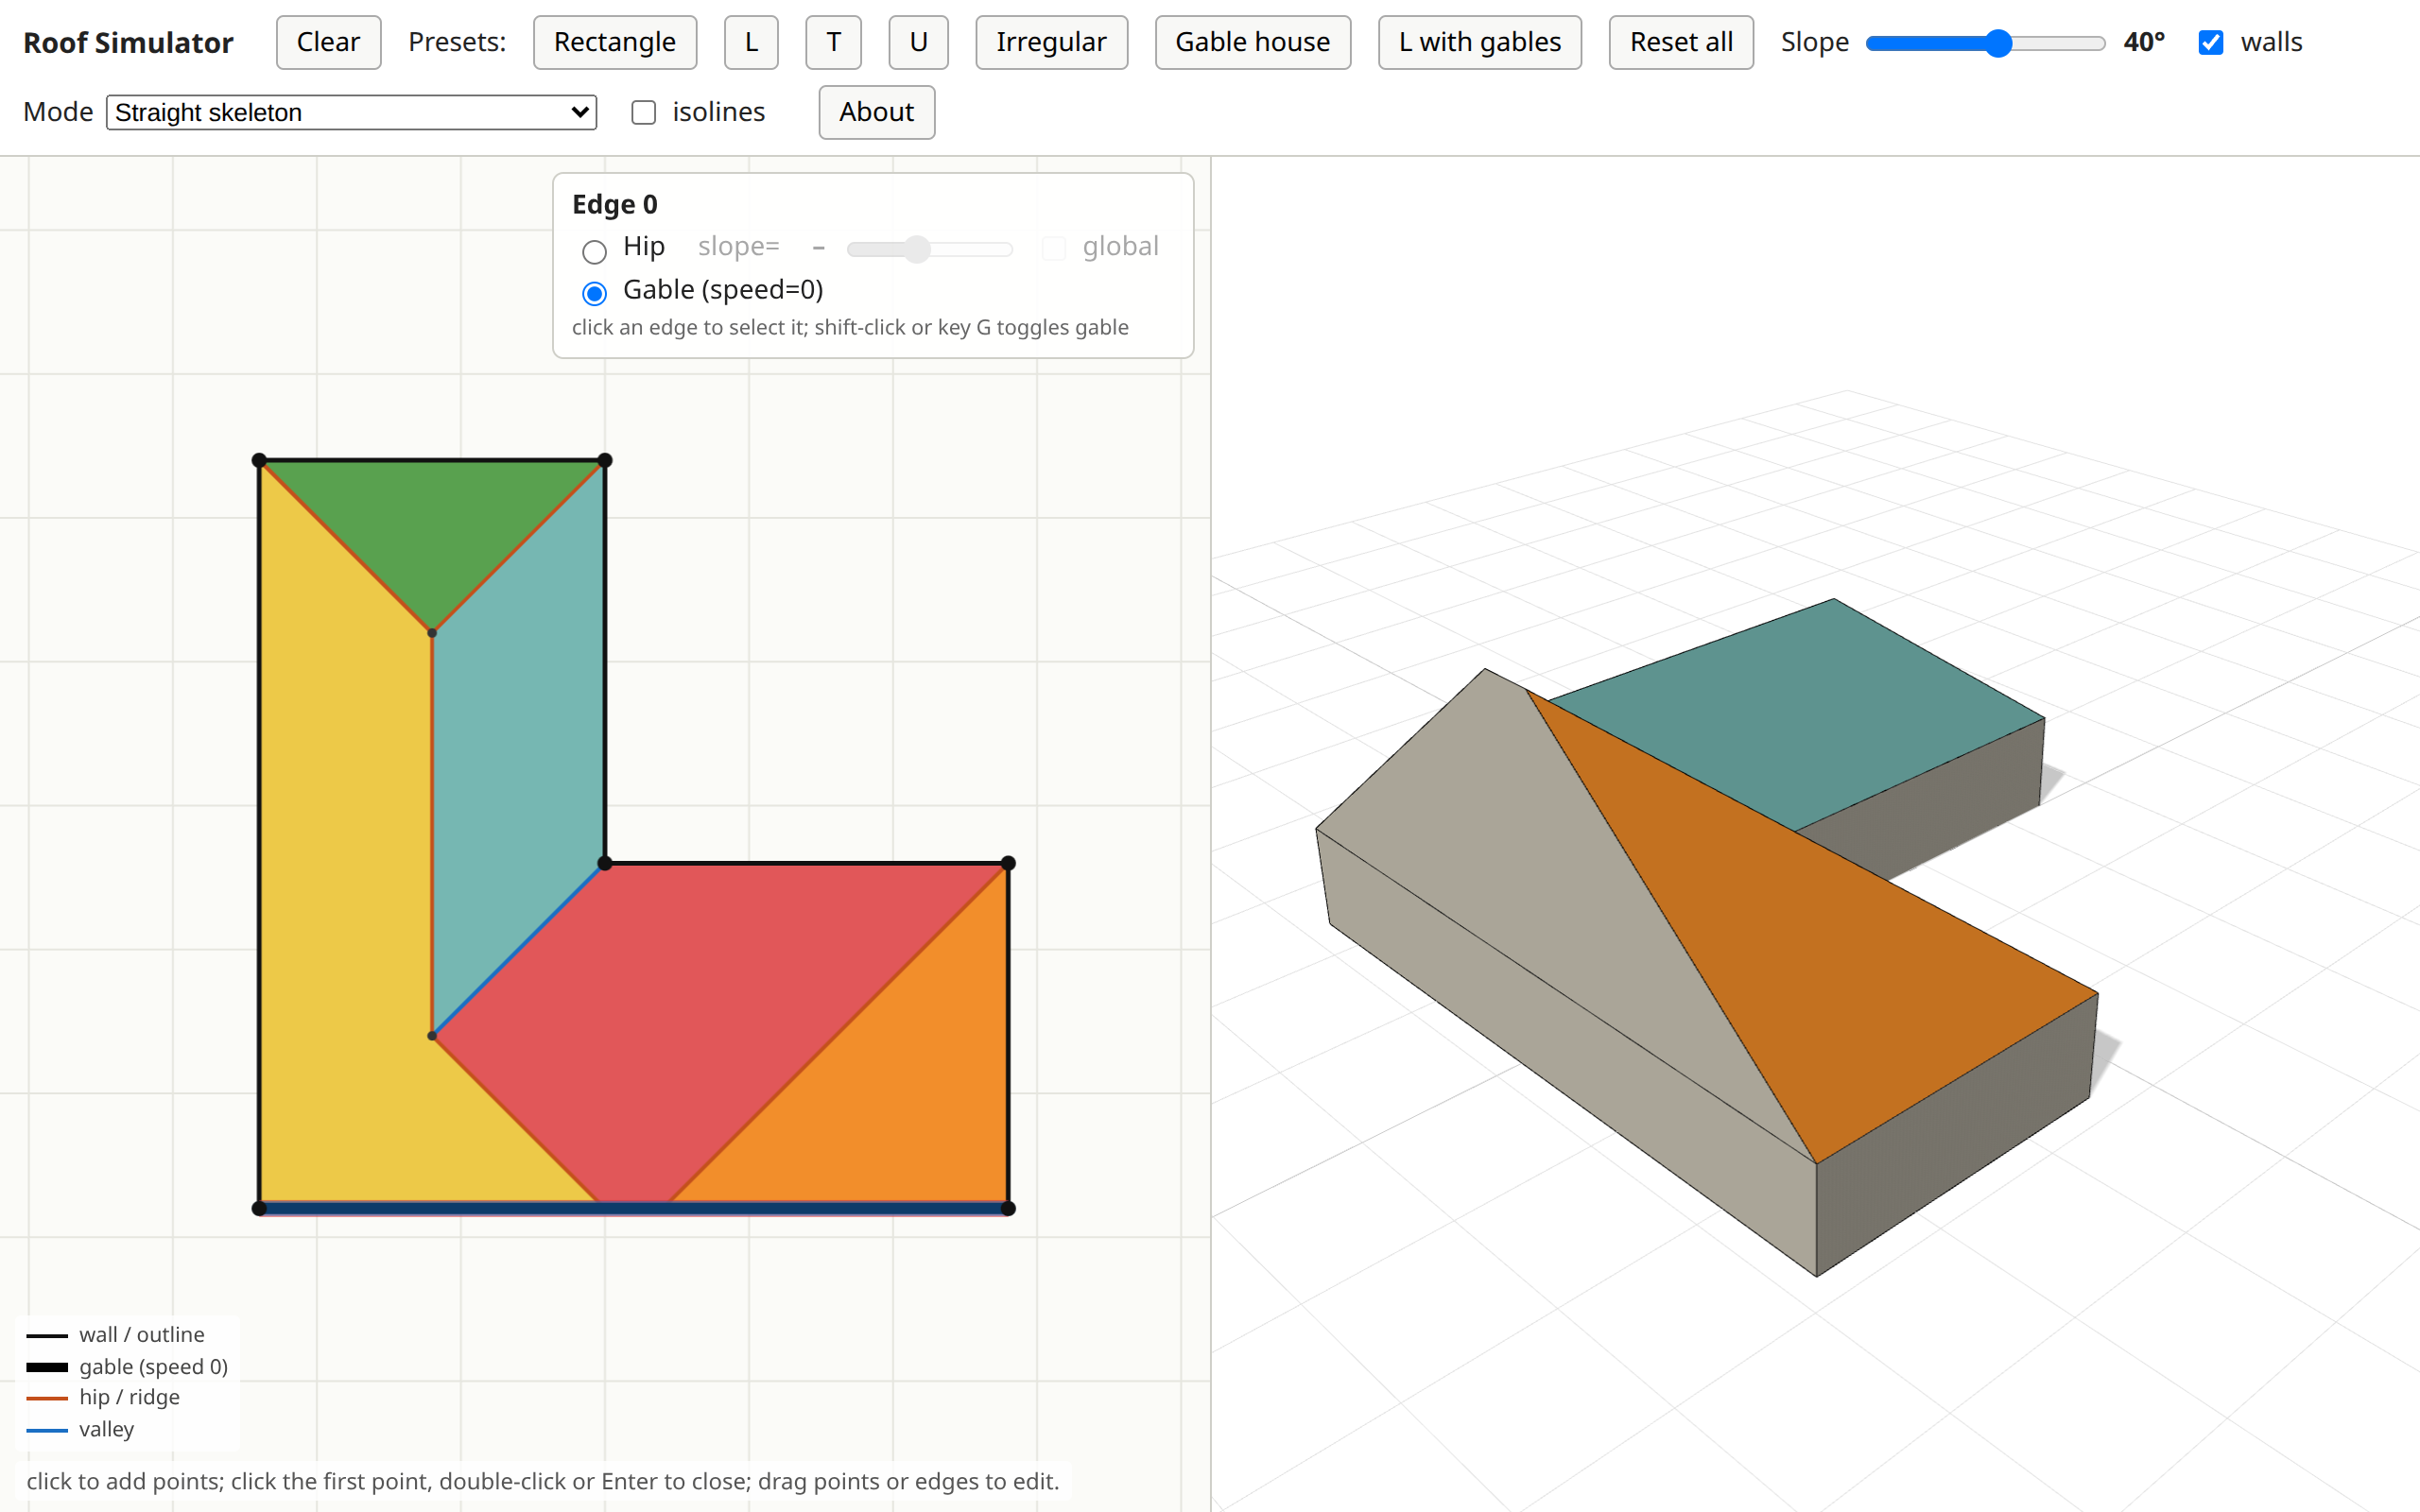 Roof Simulator Clear Presets: Rectangle L T U Irregular Gable house L with gables Reset all Slope 40° walls
Mode Straight skeleton isolines About
Edge 0
Hip slope= – global
Gable (speed=0)
click an edge to select it; shift-click or key G toggles gable
wall / outline
gable (speed 0)
hip / ridge
valley
click to add points; click the first point, double-click or Enter to close; drag points or edges to edit.